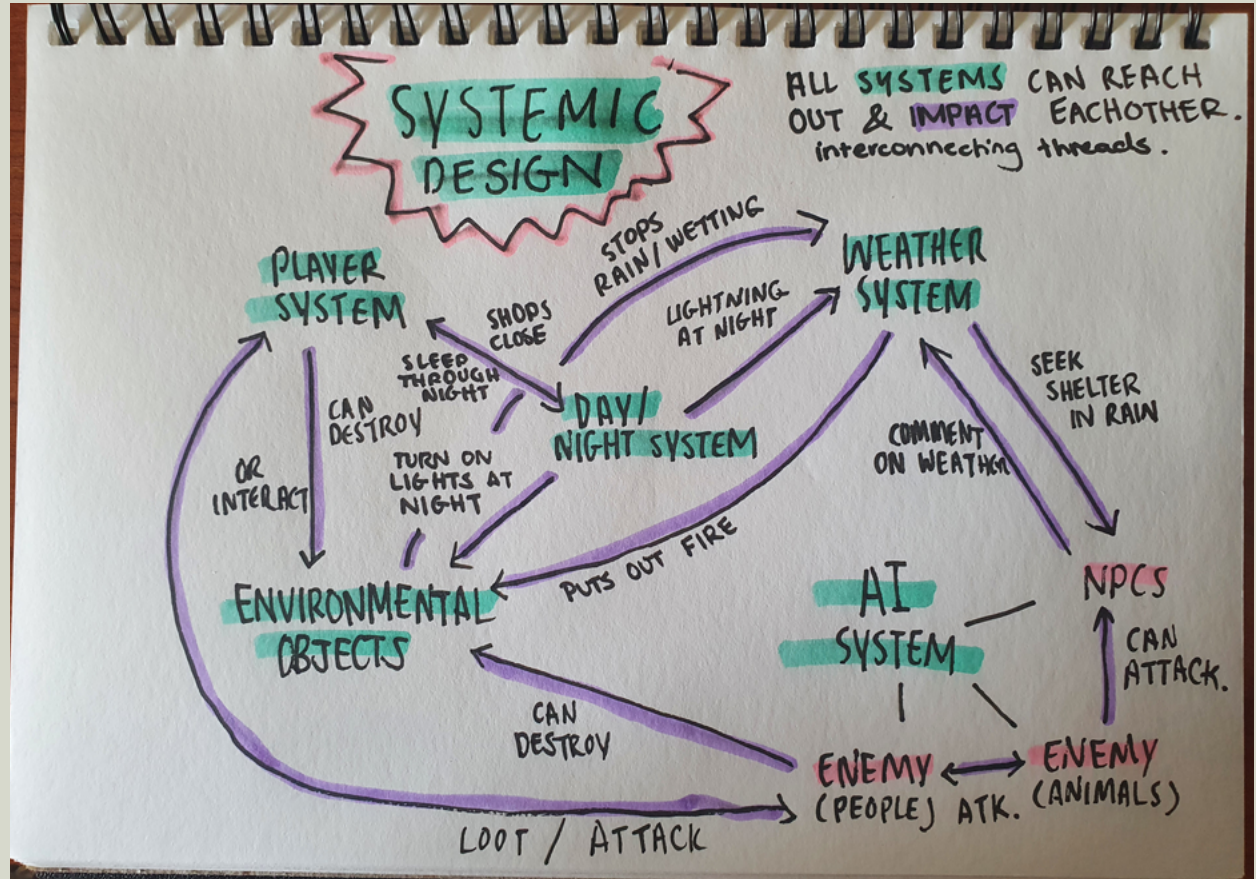 SYSTEMIC
DESIGN
ALL SYSTEMS CAN REACH
OUT & IMPACT EACHOTHER.
interconnecting threads.
PLAYER
SYSTEM
SHOPS
CLOSE
SLEEP
THROUGH
NIGHT
STOPS
RAIN/WETTING
LIGHTNING
AT NIGHT
WEATHER
SYSTEM
CAN
DESTROY
OR
INTERACT
TURN ON
LIGHTS AT
NIGHT
DAY/
NIGHT SYSTEM
COMMENT
ON WEATHER
SEEK
SHELTER
IN RAIN
PUTS OUT FIRE
ENVIRONMENTAL
OBJECTS
AI
SYSTEM
NPCS
CAN
ATTACK.
CAN
DESTROY
ENEMY
(PEOPLE) ATK.
ENEMY
(ANIMALS)
LOOT / ATTACK